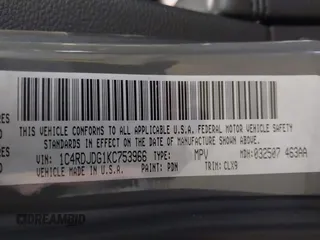 THIS VEHICLE CONFORMS TO ALL APPLICABLE U.S.A. FEDERAL MOTOR VEHICLE SAFETY
STANDARDS IN EFFECT ON THE DATE OF MANUFACTURE SHOWN ABOVE.
VIN: 1C4RDJDG1KC753966 TYPE: MPV MDH:032507 463AA
VEHICLE MADE IN U.S.A. PAINT: PDN TRIM: CLX9
©DREAMBID